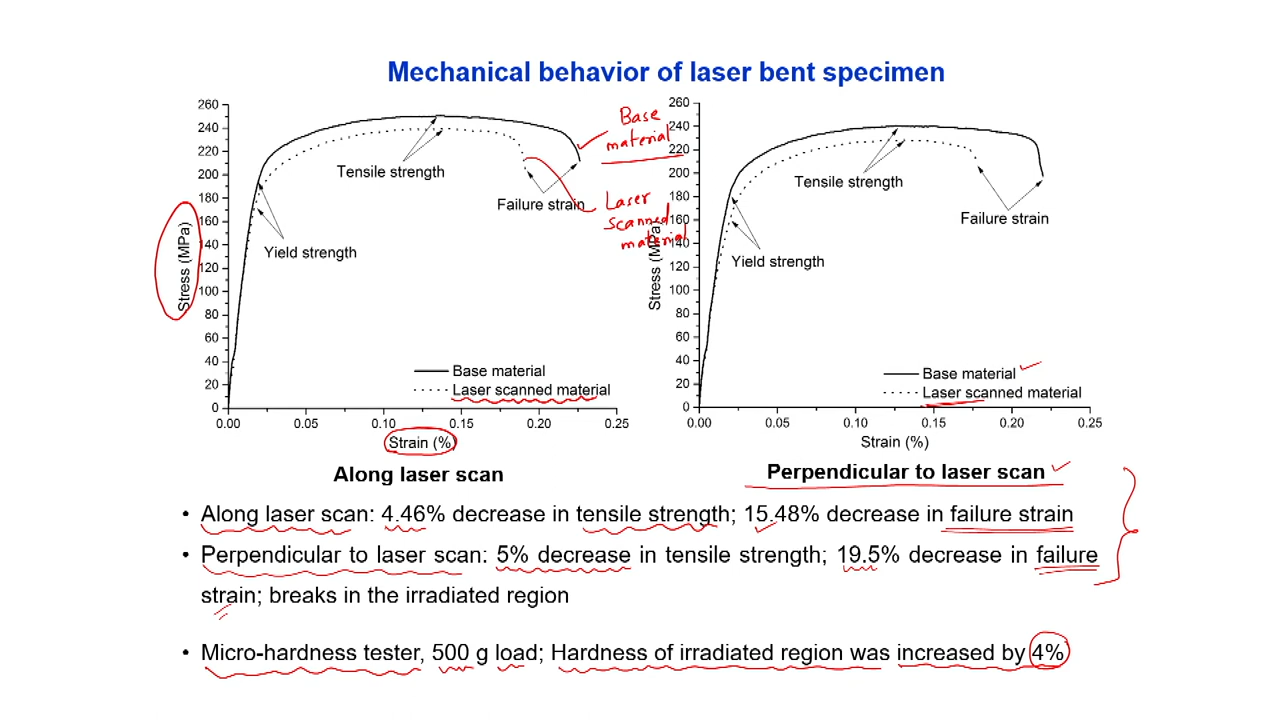 Mechanical behavior of laser bent specimen
260
240
220
200
180
160
140
120
100
80
60
40
20
0
0.00 0.05 0.10 0.15 0.20 0.25
Stress (MPa)
Strain (%)
Tensile strength
Failure strain
Yield strength
Base material
Laser scanned material
Along laser scan
Base
material
Laser
scanned
material
260
240
220
200
180
160
140
120
100
80
60
40
20
0
0.00 0.05 0.10 0.15 0.20 0.25
Stress (MPa)
Strain (%)
Tensile strength
Failure strain
Yield strength
Base material
Laser scanned material
Perpendicular to laser scan
• Along laser scan: 4.46% decrease in tensile strength; 15.48% decrease in failure strain
• Perpendicular to laser scan: 5% decrease in tensile strength; 19.5% decrease in failure
strain; breaks in the irradiated region
• Micro-hardness tester, 500 g load; Hardness of irradiated region was increased by 4%